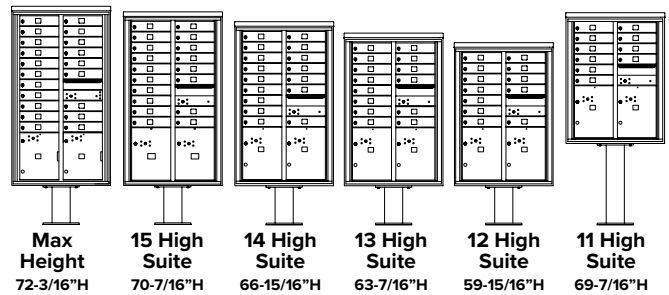 Max
Height
72-3/16”H
15 High
Suite
70-7/16”H
14 High
Suite
66-15/16”H
13 High
Suite
63-7/16”H
12 High
Suite
59-15/16”H
11 High
Suite
69-7/16”H